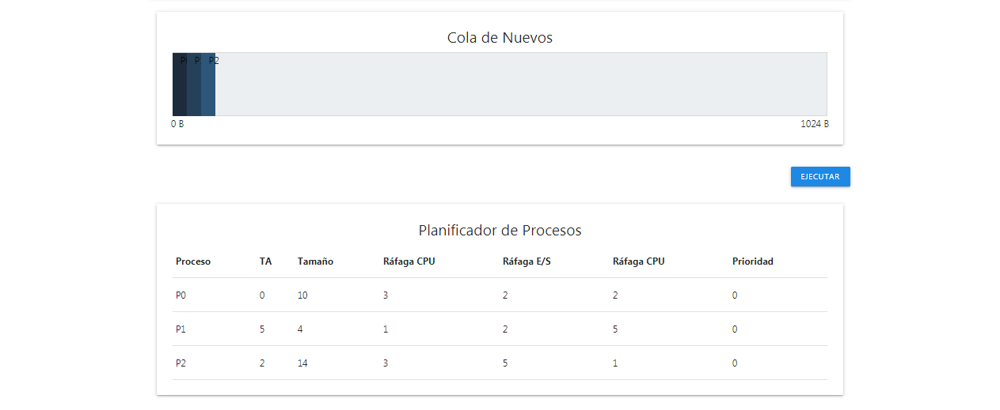 Cola de Nuevos
P2
0 B 1024 B
EJECUTAR
Planificador de Procesos
Proceso TA Tamaño Ráfaga CPU Ráfaga E/S Ráfaga CPU Prioridad
P0 0 10 3 2 2 0
P1 5 4 1 2 5 0
P2 2 14 3 5 1 0